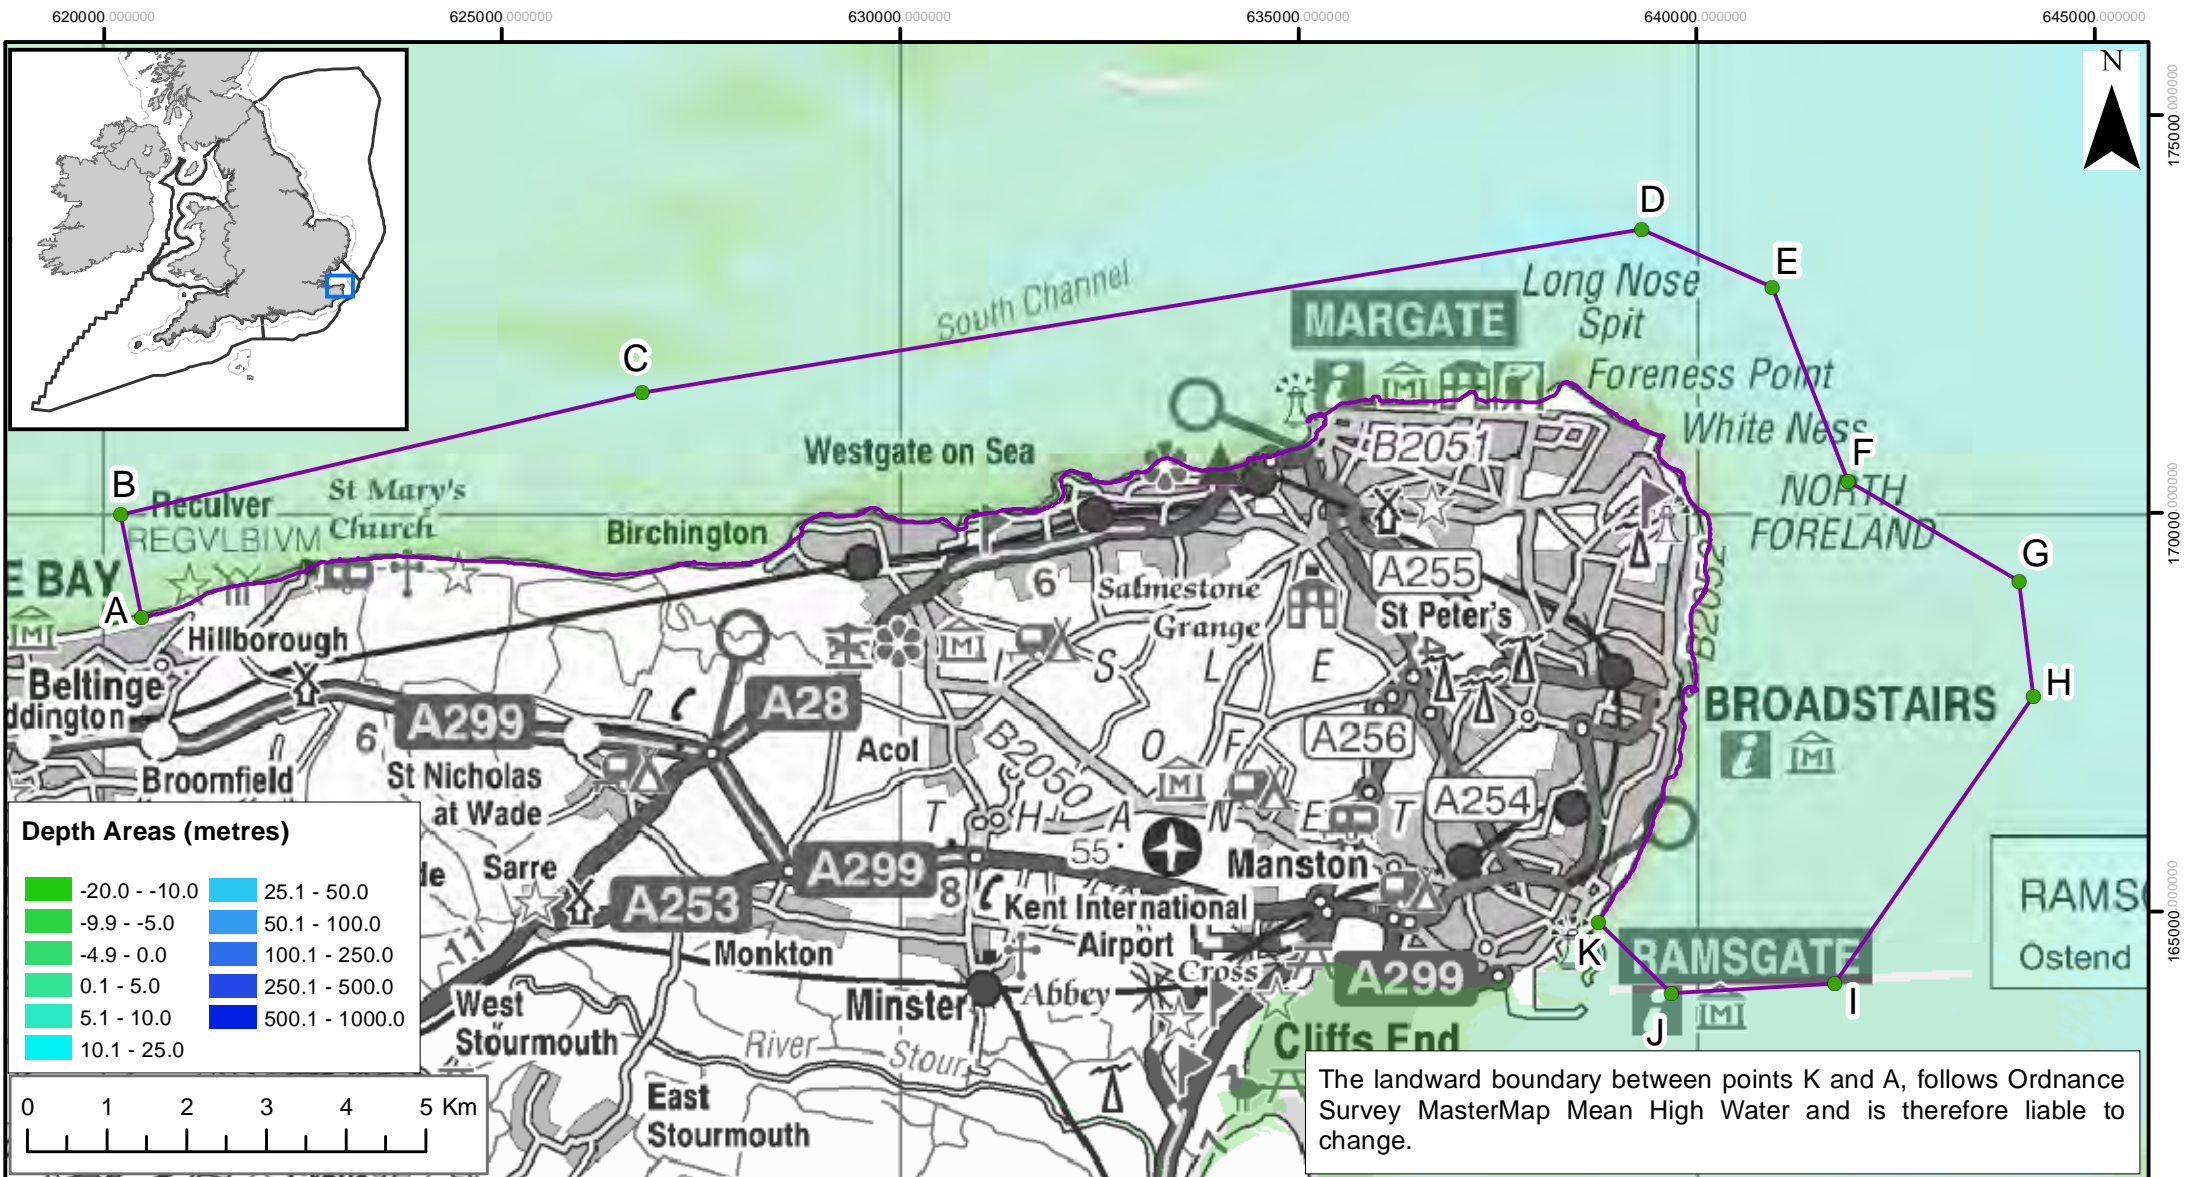 620000.000000 625000.000000 630000.000000 635000.000000 640000.000000 645000.000000
N
175000.000000
170000.000000
165000.000000
D
E
C
B
F
G
A
H
K
I
J
South Channel
Long Nose
Spit
MARGATE
Foreness Point
White Ness
NORTH
FORELAND
Westgate on Sea
B2051
Reculver
REGVLBIVM
St Mary's
Church
Birchington
E BAY
Hillborough
Beltinge
ddington
A299
6
A28
6
Salmestone
Grange
A255
St Peter's
B2052
BROADSTAIRS
I S L E
O F
T H A N E T
Acol
B2050
A256
A254
Broomfield
St Nicholas
at Wade
Sarre
de
A253
A299
8
55
Manston
Kent International
Airport
Monkton
11
Minster
Abbey
Cross
A299
RAMSGATE
RAMSG
Ostend
West
Stourmouth
River Stour
East
Stourmouth
Cliffs End
Depth Areas (metres)
-20.0 - -10.0
-9.9 - -5.0
-4.9 - 0.0
0.1 - 5.0
5.1 - 10.0
10.1 - 25.0
25.1 - 50.0
50.1 - 100.0
100.1 - 250.0
250.1 - 500.0
500.1 - 1000.0
0 1 2 3 4 5 Km
The landward boundary between points K and A, follows Ordnance
Survey MasterMap Mean High Water and is therefore liable to
change.